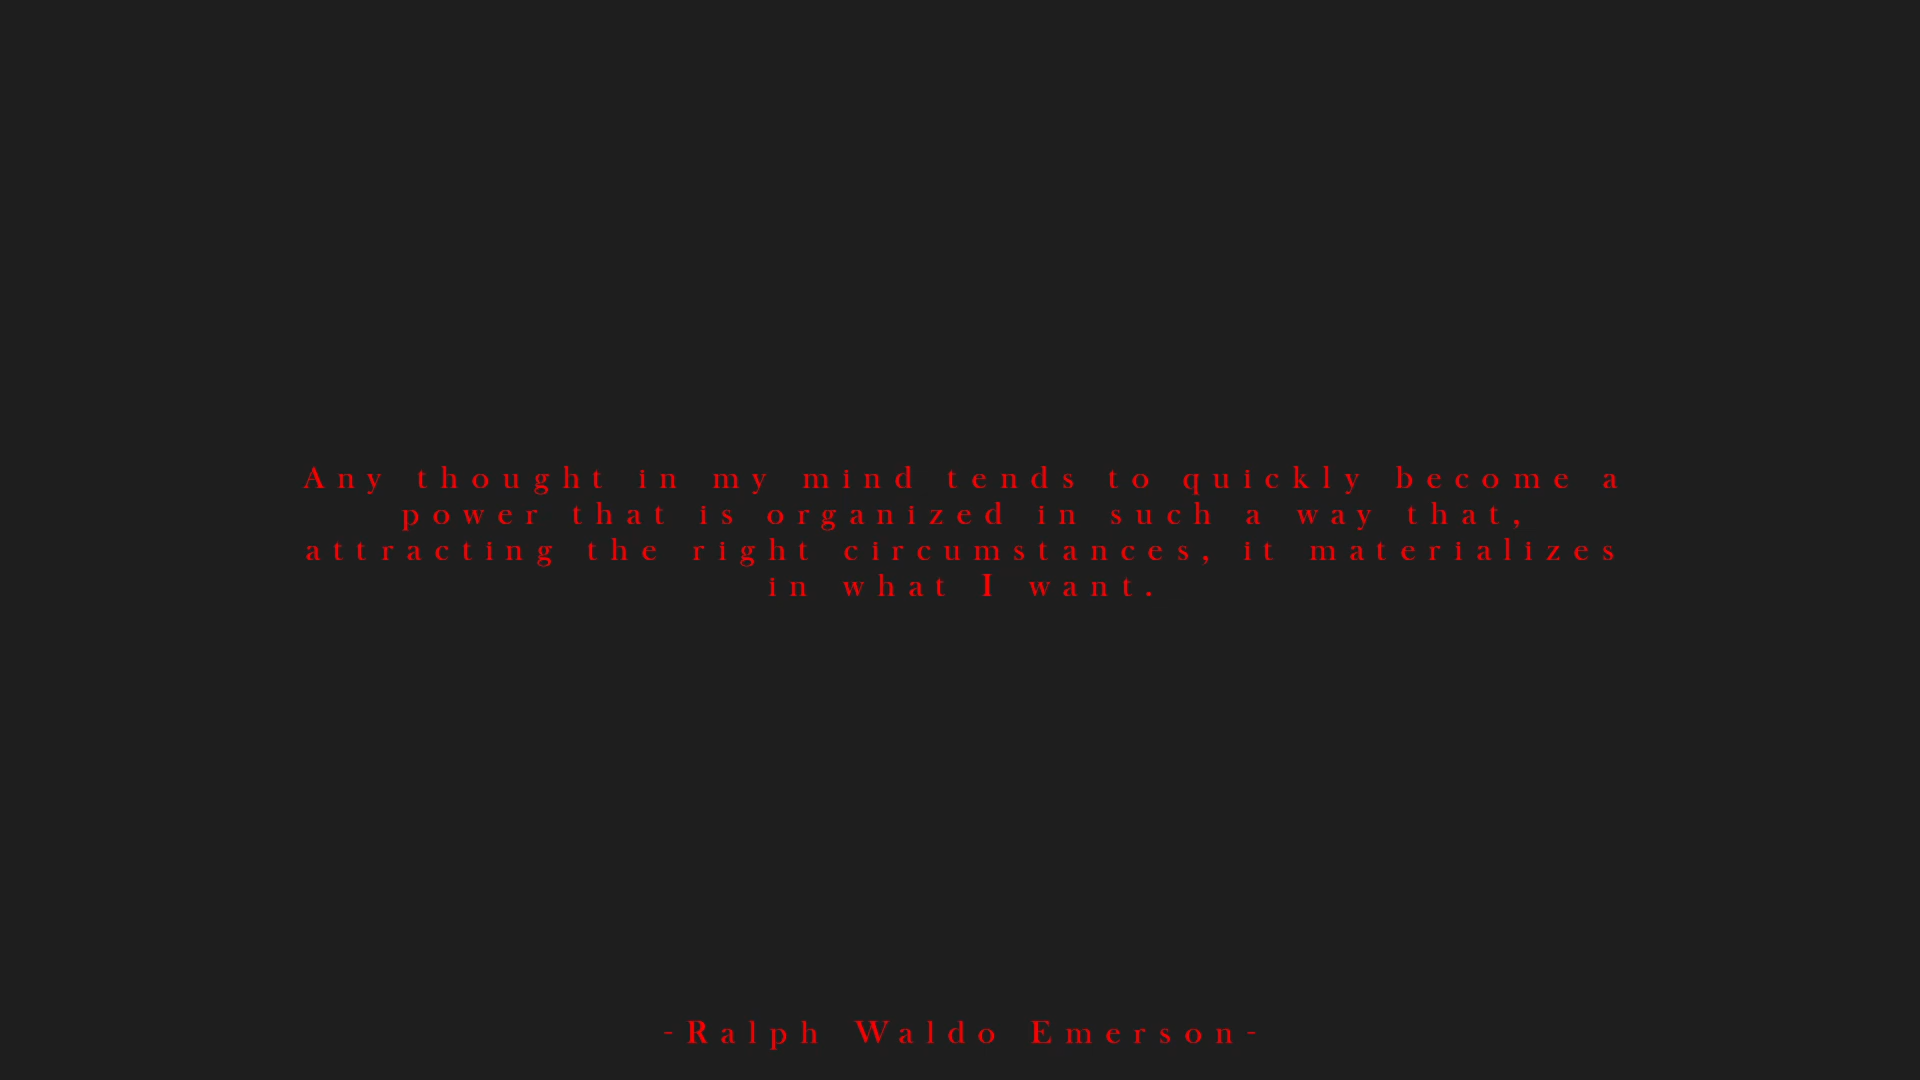 Any thought in my mind tends to quickly become a
power that is organized in such a way that,
attracting the right circumstances, it materializes
in what I want.
-Ralph Waldo Emerson-